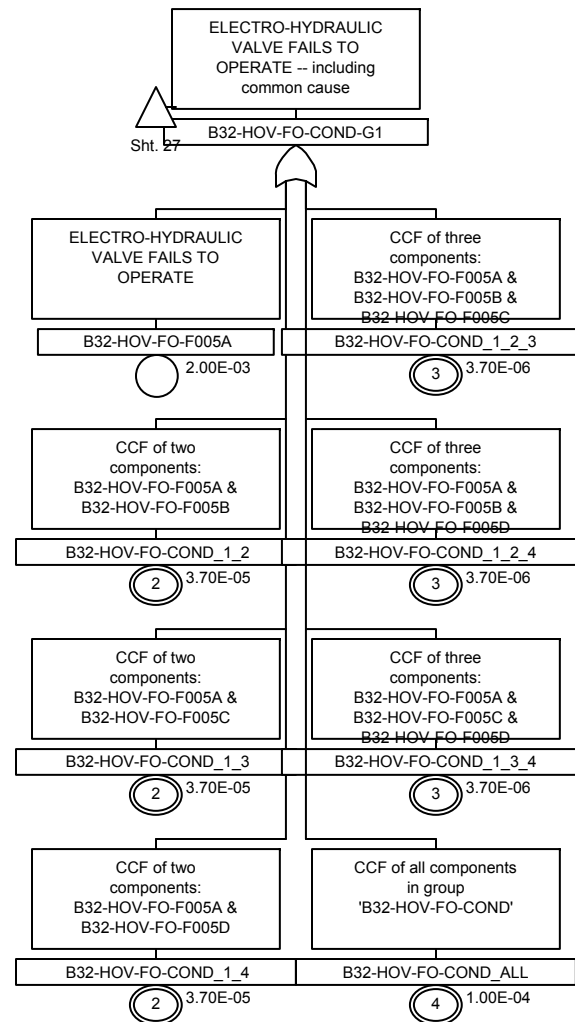 ELECTRO-HYDRAULIC
VALVE FAILS TO
OPERATE -- including
common cause
B32-HOV-FO-COND-G1
Sht. 27
ELECTRO-HYDRAULIC
VALVE FAILS TO
OPERATE
B32-HOV-FO-F005A
2.00E-03
CCF of three
components:
B32-HOV-FO-F005A &
B32-HOV-FO-F005B &
B32-HOV-FO-F005C
B32-HOV-FO-COND_1_2_3
3
3.70E-06
CCF of two
components:
B32-HOV-FO-F005A &
B32-HOV-FO-F005B
B32-HOV-FO-COND_1_2
2
3.70E-05
CCF of three
components:
B32-HOV-FO-F005A &
B32-HOV-FO-F005B &
B32-HOV-FO-F005D
B32-HOV-FO-COND_1_2_4
3
3.70E-06
CCF of two
components:
B32-HOV-FO-F005A &
B32-HOV-FO-F005C
B32-HOV-FO-COND_1_3
2
3.70E-05
CCF of three
components:
B32-HOV-FO-F005A &
B32-HOV-FO-F005C &
B32-HOV-FO-F005D
B32-HOV-FO-COND_1_3_4
3
3.70E-06
CCF of two
components:
B32-HOV-FO-F005A &
B32-HOV-FO-F005D
B32-HOV-FO-COND_1_4
2
3.70E-05
CCF of all components
in group
'B32-HOV-FO-COND'
B32-HOV-FO-COND_ALL
4
1.00E-04